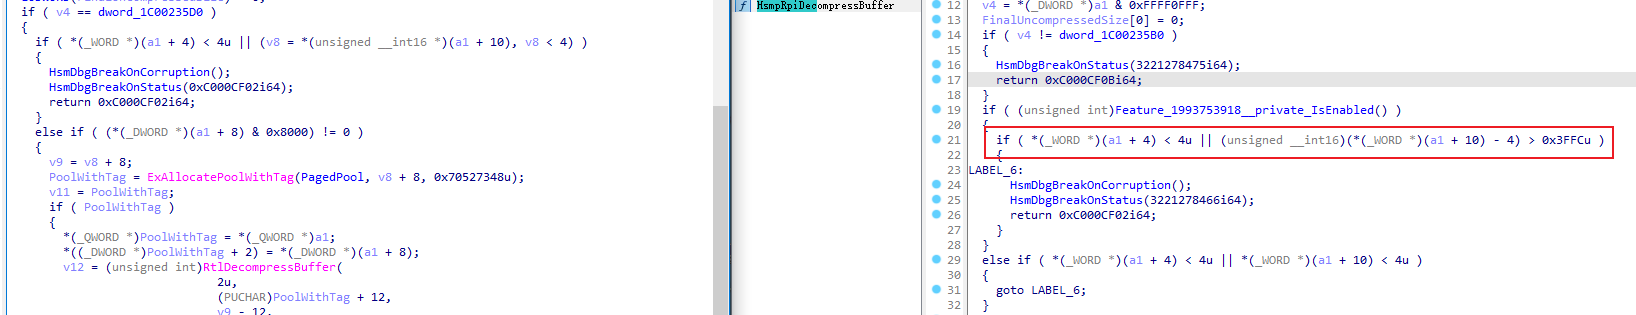 if ( v4 == dword_1C00235D0 )
{
if ( *(_WORD *)(a1 + 4) < 4u || (v8 = *(unsigned __int16 *)(a1 + 10), v8 < 4) )
{
HsmDbgBreakOnCorruption();
HsmDbgBreakOnStatus(0xC000CF02i64);
return 0xC000CF02i64;
}
else if ( (*(_DWORD *)(a1 + 8) & 0x8000) != 0 )
{
v9 = v8 + 8;
PoolWithTag = ExAllocatePoolWithTag(PagedPool, v8 + 8, 0x70527348u);
v11 = PoolWithTag;
if ( PoolWithTag )
{
*(_QWORD *)PoolWithTag = *(_QWORD *)a1;
*((_DWORD *)PoolWithTag + 2) = *(_DWORD *)(a1 + 8);
v12 = (unsigned int)RtlDecompressBuffer(
2u,
(PUCHAR)PoolWithTag + 12,
v9 - 12,
f HsmpRpiDecompressBuffer
12 v4 = *(_DWORD *)a1 & 0xFFFF0FFF;
13 FinalUncompressedSize[0] = 0;
14 if ( v4 != dword_1C00235B0 )
15 {
16 HsmDbgBreakOnStatus(3221278475i64);
17 return 0xC000CF0Bi64;
18 }
19 if ( (unsigned int)Feature_1993753918__private_IsEnabled() )
20 {
21 if ( *(_WORD *)(a1 + 4) < 4u || (unsigned __int16)(*(_WORD *)(a1 + 10) - 4) > 0x3FFCu )
22 {
23 LABEL_6:
24 HsmDbgBreakOnCorruption();
25 HsmDbgBreakOnStatus(3221278466i64);
26 return 0xC000CF02i64;
27 }
28 }
29 else if ( *(_WORD *)(a1 + 4) < 4u || *(_WORD *)(a1 + 10) < 4u )
30 {
31 goto LABEL_6;
32 }